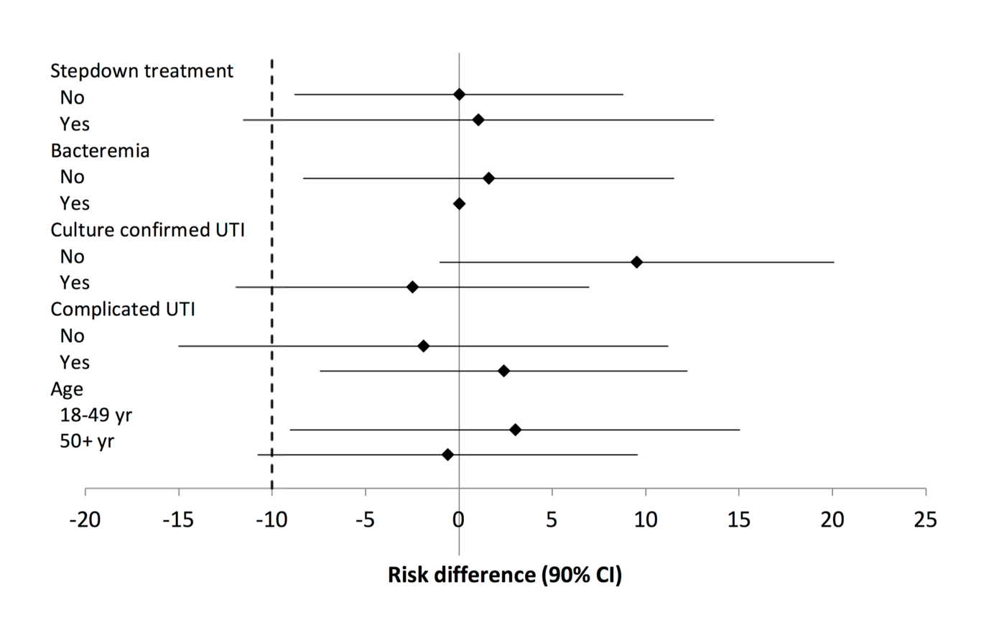 Stepdown treatment
No
Yes
Bacteremia
No
Yes
Culture confirmed UTI
No
Yes
Complicated UTI
No
Yes
Age
18-49 yr
50+ yr
-20 -15 -10 -5 0 5 10 15 20 25
Risk difference (90% CI)